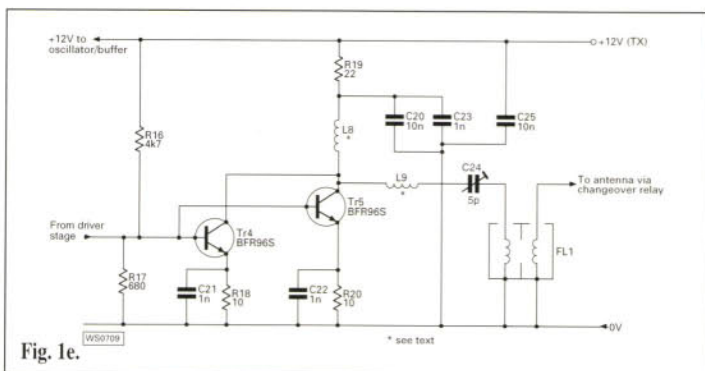 +12V to
oscillator/buffer
+12V (TX)
R19
22
C20
10n
C23
1n
C25
10n
R16
4k7
L8
*
C24
5p
L9
*
To antenna via
changeover relay
Tr5
BFR96S
From driver
stage
Tr4
BFR96S
FL1
R17
680
C21
1n
R18
10
C22
1n
R20
10
0V
WS0709
* see text
Fig. 1e.